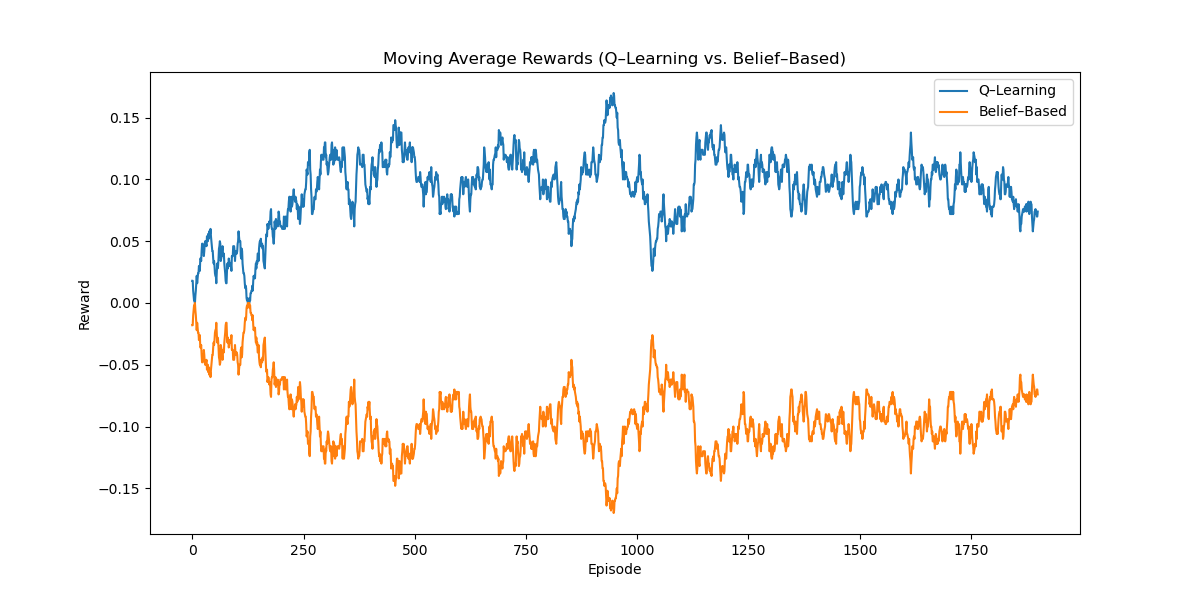 Moving Average Rewards (Q–Learning vs. Belief–Based)
Q–Learning
Belief–Based
Reward
0.15
0.10
0.05
0.00
−0.05
−0.10
−0.15
0 250 500 750 1000 1250 1500 1750
Episode